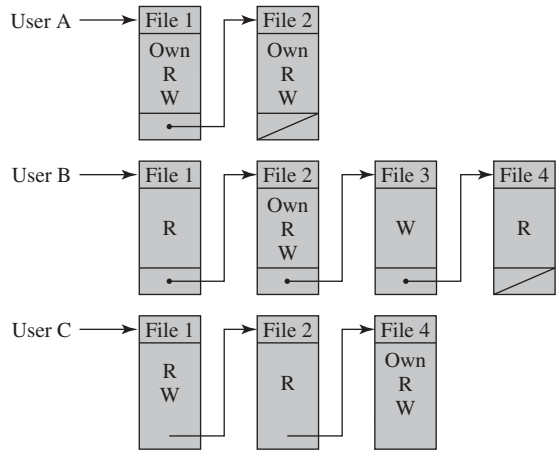 User A
File 1
Own
R
W
File 2
Own
R
W
User B
File 1
R
File 2
Own
R
W
File 3
W
File 4
R
User C
File 1
R
W
File 2
R
File 4
Own
R
W